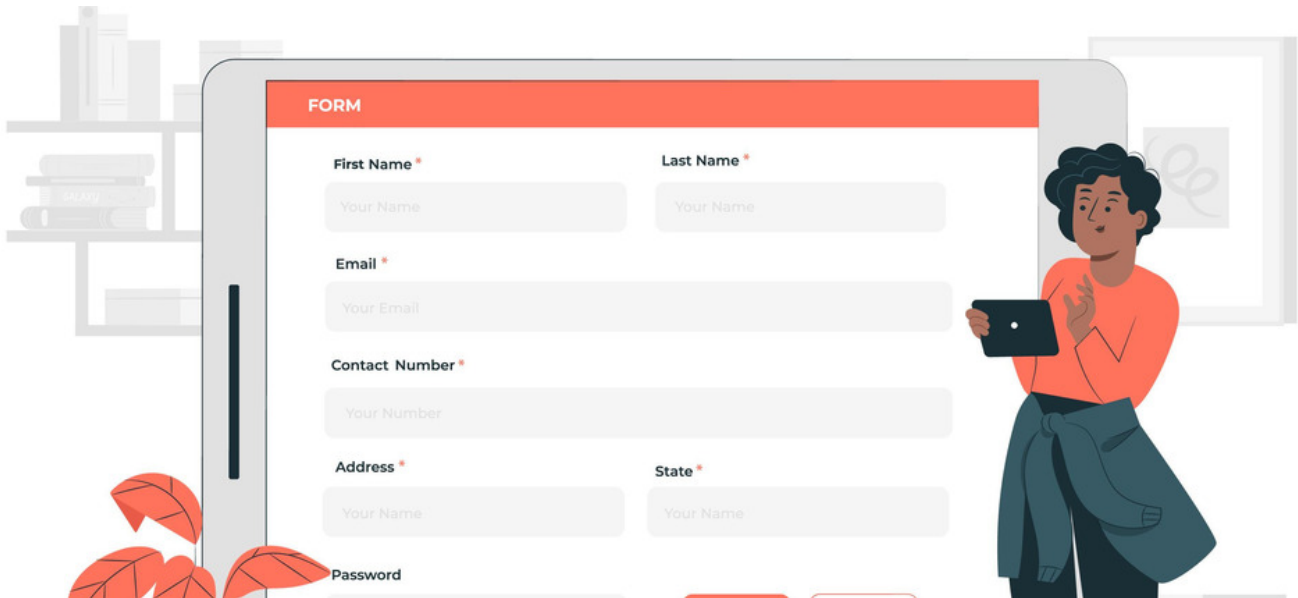 FORM
First Name * Last Name *
Your Name Your Name
Email *
Your Email
Contact Number *
Your Number
Address * State *
Your Name Your Name
Password
GALAXY